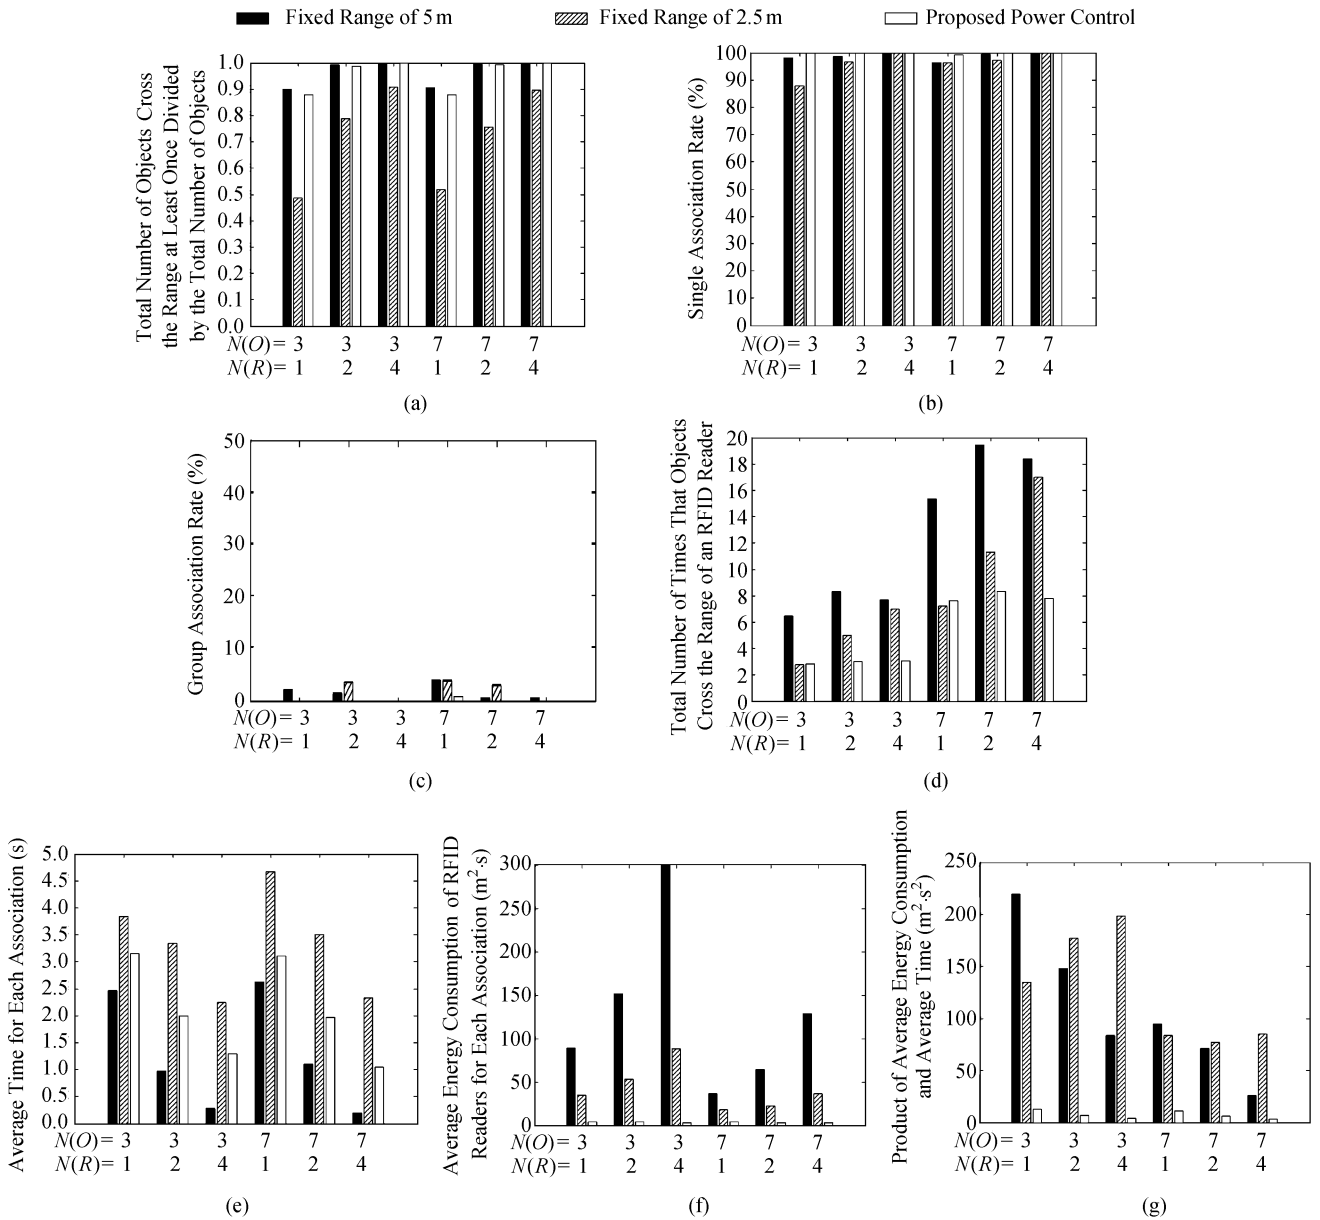 Fixed Range of 5 m Fixed Range of 2.5 m Proposed Power Control
Total Number of Objects Cross
the Range at Least Once Divided
by the Total Number of Objects
1.0
0.9
0.8
0.7
0.6
0.5
0.4
0.3
0.2
0.1
0.0
N(O)= 3 3 3 7 7 7
N(R)= 1 2 4 1 2 4
(a)
Single Association Rate (%)
100
90
80
70
60
50
40
30
20
100
0
N(O)= 3 3 3 7 7 7
N(R)= 1 2 4 1 2 4
(b)
Group Association Rate (%)
50
40
30
20
10
0
N(O)= 3 3 3 7 7 7
N(R)= 1 2 4 1 2 4
(c)
Total Number of Times That Objects
Cross the Range of an RFID Reader
20
18
16
14
12
10
8
6
4
2
0
N(O)= 3 3 3 7 7 7
N(R)= 1 2 4 1 2 4
(d)
Average Time for Each Association (s)
5.0
4.5
4.0
3.5
3.0
2.5
2.0
1.5
1.0
0.5
0.0
N(O)= 3 3 3 7 7 7
N(R)= 1 2 4 1 2 4
(e)
Average Energy Consumption of RFID
Readers for Each Association (m²·s)
300
250
200
150
100
50
0
N(O)= 3 3 3 7 7 7
N(R)= 1 2 4 1 2 4
(f)
Product of Average Energy Consumption
and Average Time (m²·s²)
250
200
150
100
50
0
N(O)= 3 3 3 7 7 7
N(R)= 1 2 4 1 2 4
(g)